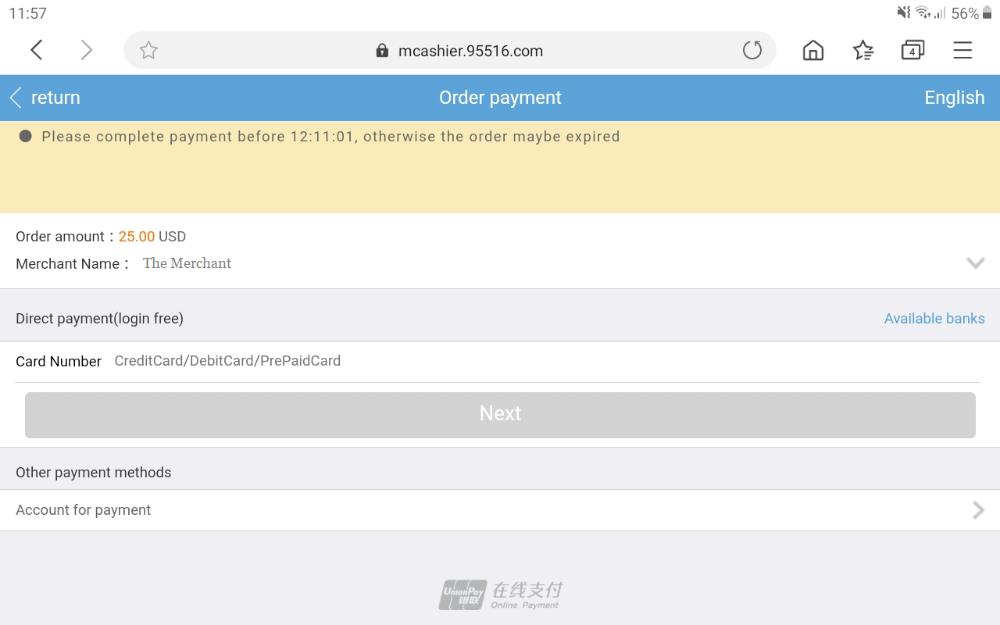 11:57
56%
mcashier.95516.com
4
return
Order payment
English
Please complete payment before 12:11:01, otherwise the order maybe expired
Order amount：25.00 USD
Merchant Name： The Merchant
Direct payment(login free)
Available banks
Card Number CreditCard/DebitCard/PrePaidCard
Next
Other payment methods
Account for payment
UnionPay 在线支付
银联 Online Payment